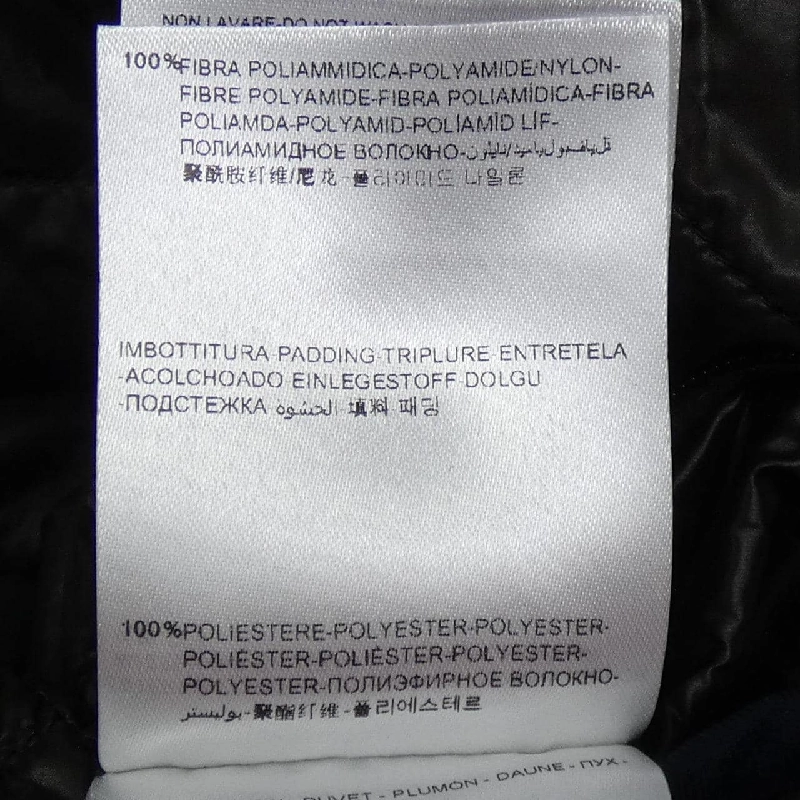 NON LAVARE-DO NOT WASH
100%FIBRA POLIAMMIDICA-POLYAMIDE/NYLON-
FIBRE POLYAMIDE-FIBRA POLIAMÍDICA-FIBRA
POLIAMDA-POLYAMID-POLİAMİD LİF-
ПОЛИАМИДНОЕ ВОЛОКНО-
聚酰胺纤维/尼龙-폴리아미드 나일론
IMBOTTITURA-PADDING-TRIPLURE-ENTRETELA
-ACOLCHOADO-EINLEGESTOFF-DOLGU
-ПОДСТЕЖКА-الحشوة-填料-패딩
100%POLIESTERE-POLYESTER-POLYESTER-
POLIÉSTER-POLIÉSTER-POLYESTER-
POLYESTER-ПОЛИЭФИРНОЕ ВОЛОКНО-
بوليستر-聚酯纤维-폴리에스테르
DUVET - PLUMÓN - DAUNE - ПУХ -